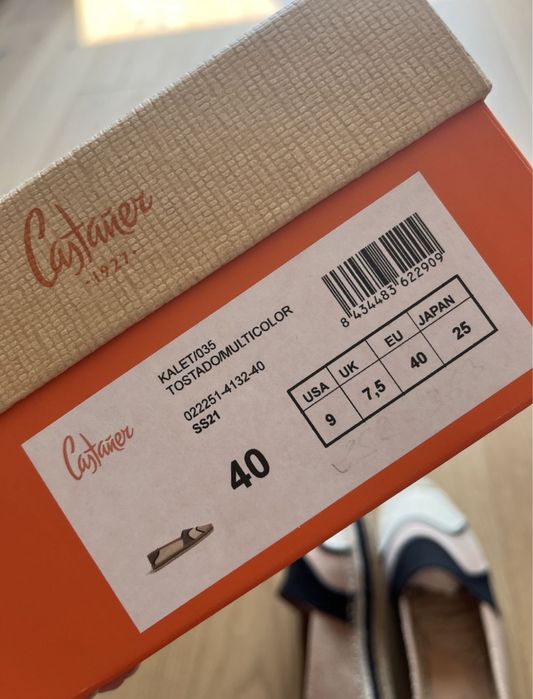 Castañer
-1927-
KALET/035
TOSTADO/MULTICOLOR
022251-4132-40
SS21
40
8 434483 622909
USA UK EU JAPAN
9 7,5 40 25
Castañer